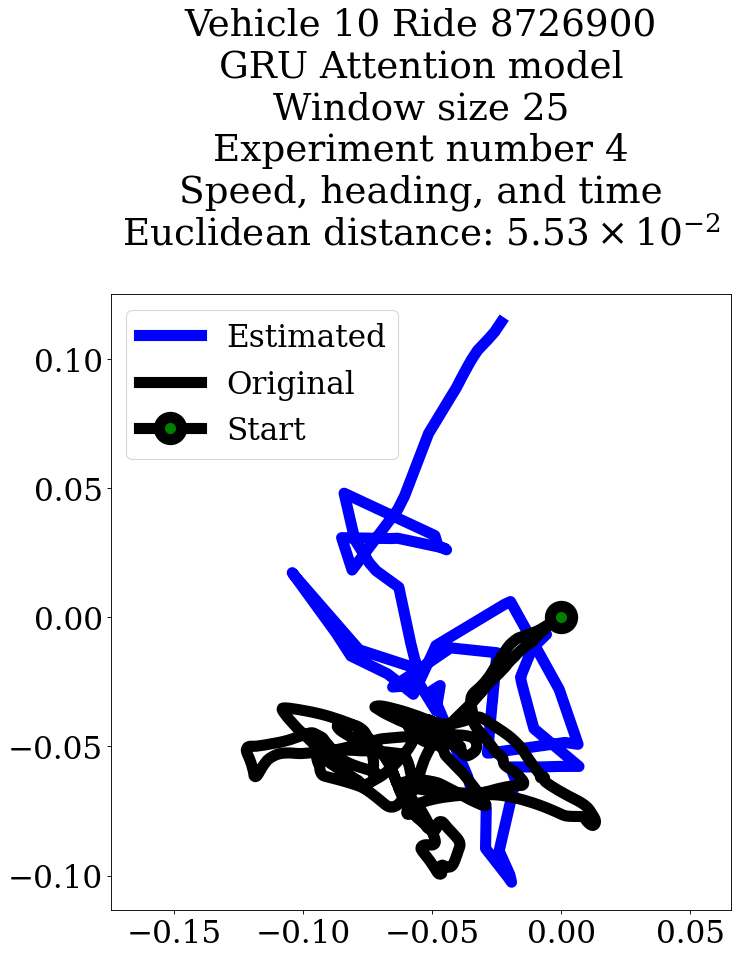 Vehicle 10 Ride 8726900
GRU Attention model
Window size 25
Experiment number 4
Speed, heading, and time
Euclidean distance: 5.53 × 10⁻²
Estimated
Original
Start
0.10
0.05
0.00
−0.05
−0.10
−0.15 −0.10 −0.05 0.00 0.05